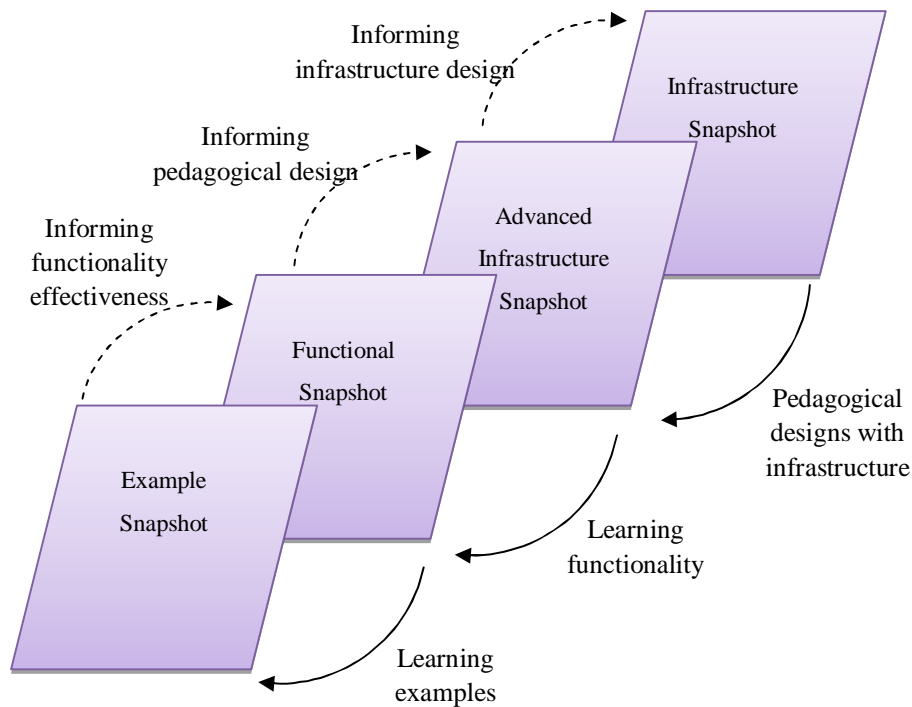 Informing
infrastructure design
Infrastructure
Snapshot
Informing
pedagogical design
Advanced
Infrastructure
Snapshot
Informing
functionality
effectiveness
Functional
Snapshot
Pedagogical
designs with
infrastructure
Example
Snapshot
Learning
functionality
Learning
examples